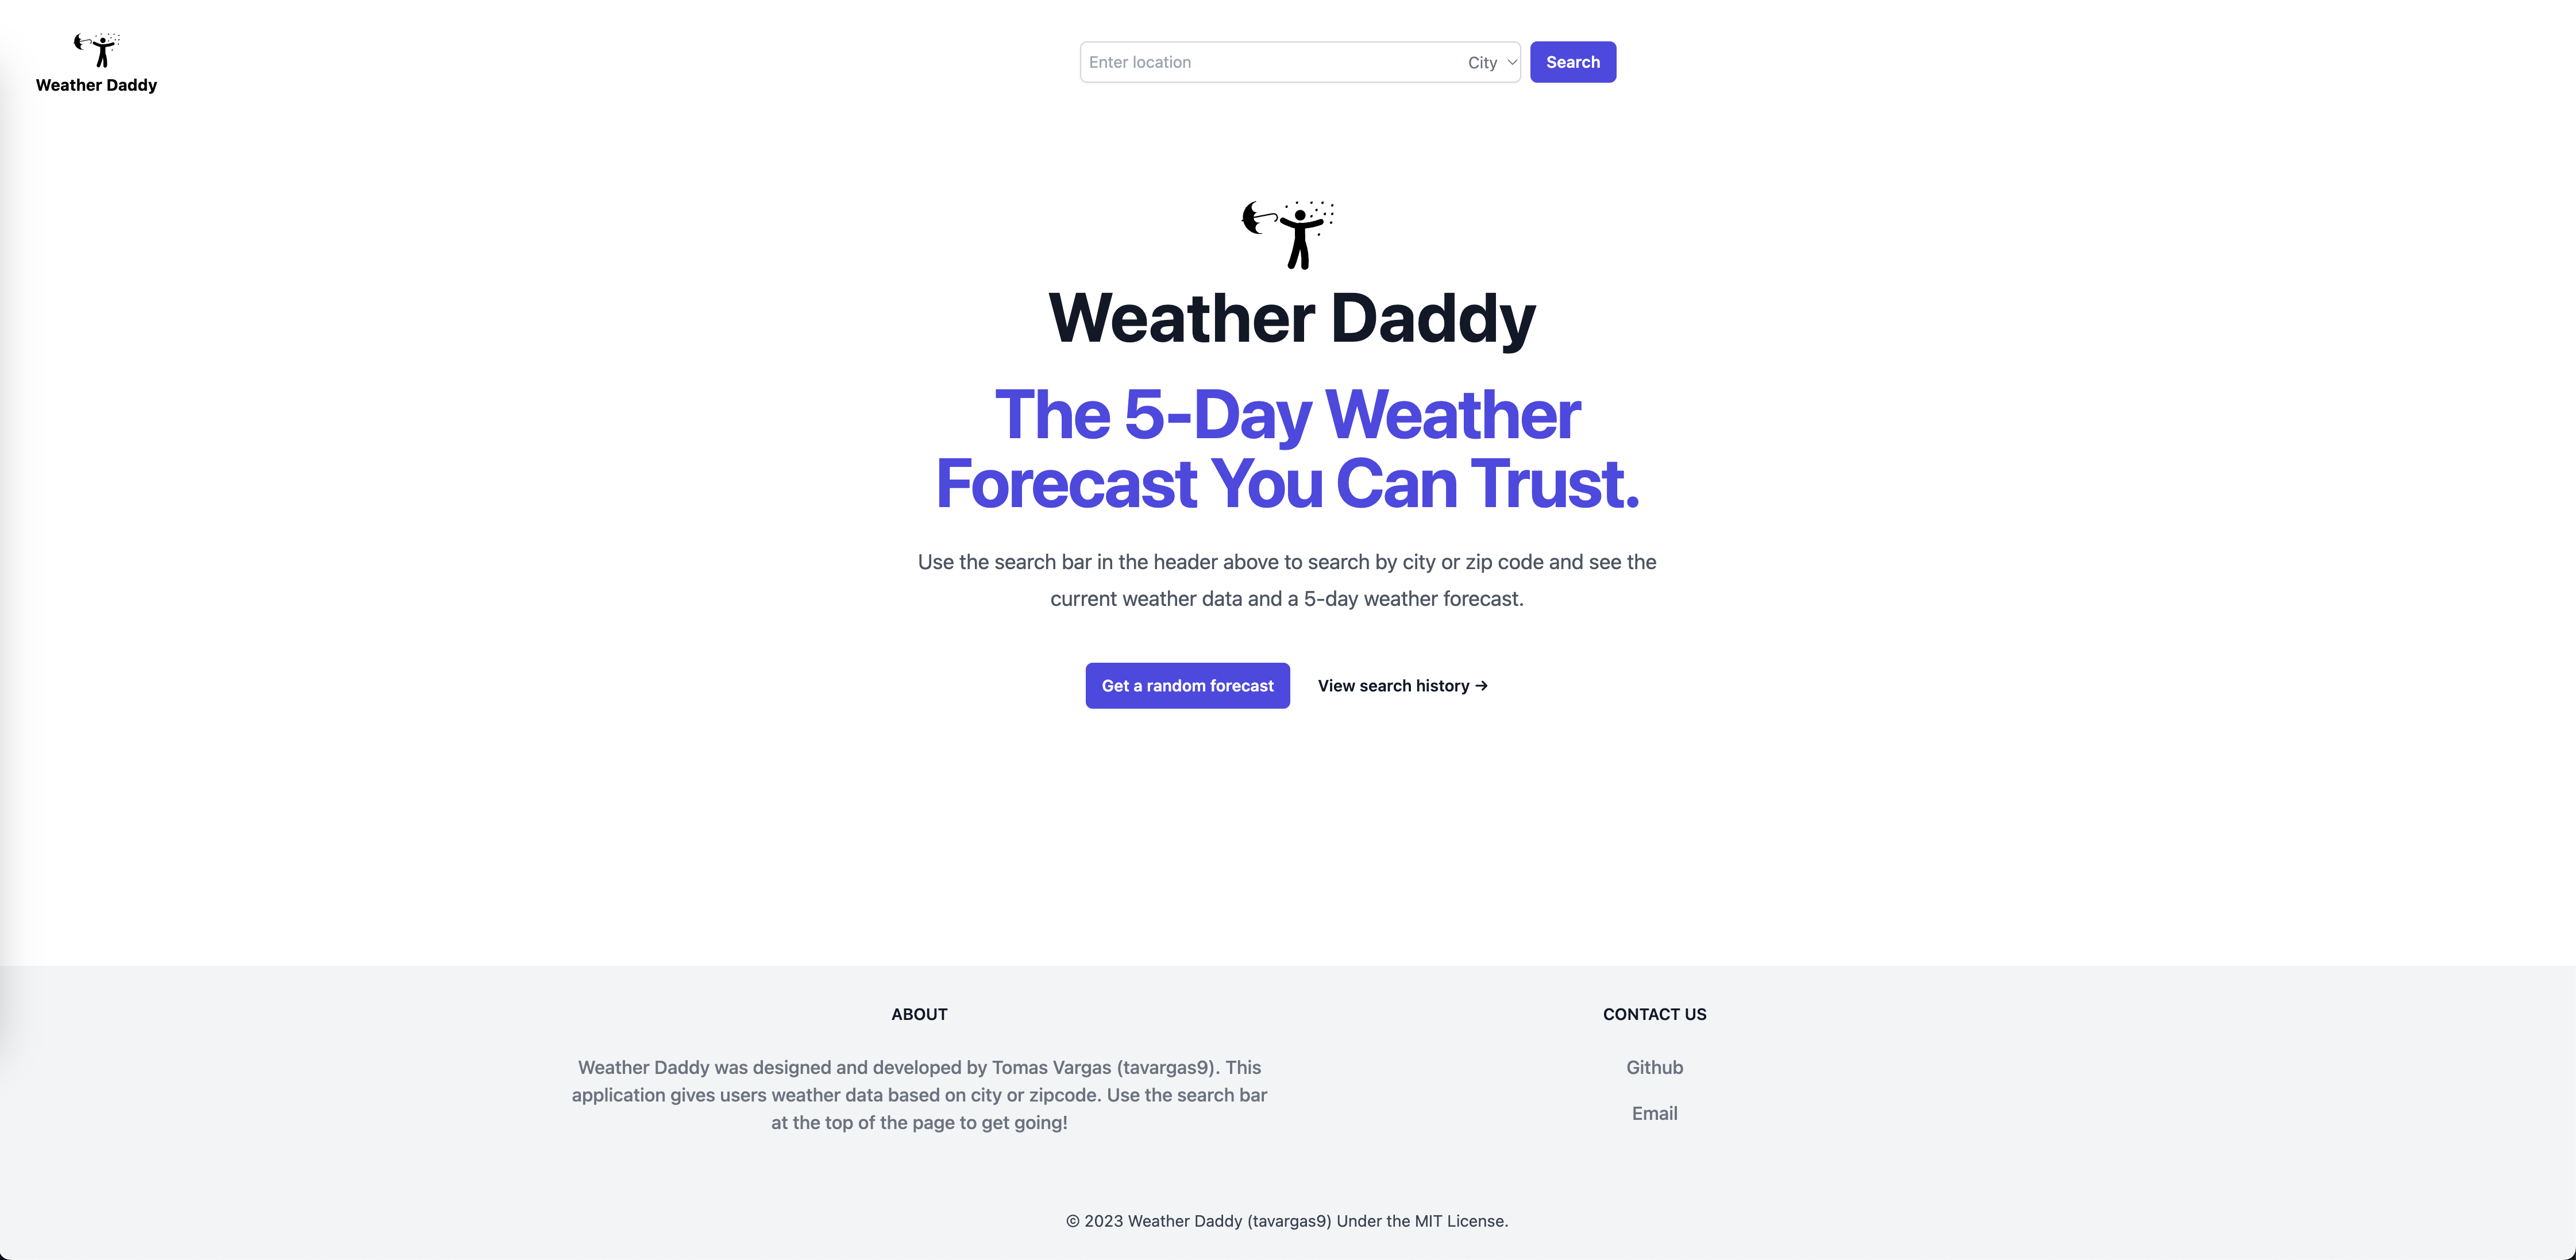 Weather Daddy
Enter location
City
Search
Weather Daddy
The 5-Day Weather
Forecast You Can Trust.
Use the search bar in the header above to search by city or zip code and see the
current weather data and a 5-day weather forecast.
Get a random forecast
View search history →
ABOUT
Weather Daddy was designed and developed by Tomas Vargas (tavargas9). This
application gives users weather data based on city or zipcode. Use the search bar
at the top of the page to get going!
CONTACT US
Github
Email
© 2023 Weather Daddy (tavargas9) Under the MIT License.